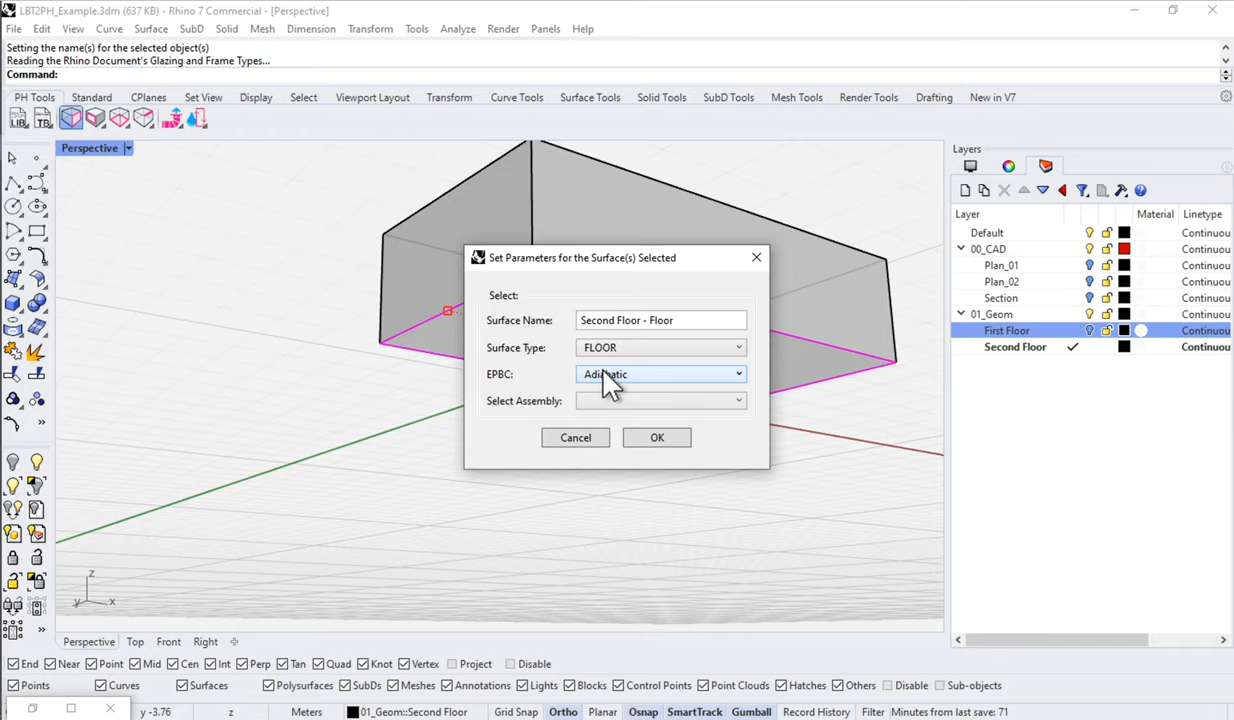 LBT2PH_Example.3dm (637 KB) - Rhino 7 Commercial - [Perspective]
File Edit View Curve Surface SubD Solid Mesh Dimension Transform Tools Analyze Render Panels Help
Setting the name(s) for the selected object(s)
Reading the Rhino Document's Glazing and Frame Types...
Command:
PH Tools Standard CPlanes Set View Display Select Viewport Layout Transform Curve Tools Surface Tools Solid Tools SubD Tools Mesh Tools Render Tools Drafting New in V7
LIB TB
Perspective
Layers
Layer Material Linetype
Default Continuou
00_CAD Continuou
Plan_01 Continuou
Plan_02 Continuou
Section Continuou
01_Geom Continuou
First Floor Continuou
Second Floor Continuou
Set Parameters for the Surface(s) Selected
Select:
Surface Name: Second Floor - Floor
Surface Type: FLOOR
EPBC: Adiabatic
Select Assembly:
Cancel OK
z
y x
Perspective Top Front Right
End Near Point Mid Cen Int Perp Tan Quad Knot Vertex Project Disable
Points Curves Surfaces Polysurfaces SubDs Meshes Annotations Lights Blocks Control Points Point Clouds Hatches Others Disable Sub-objects
y -3.76 z Meters 01_Geom::Second Floor Grid Snap Ortho Planar Osnap SmartTrack Gumball Record History Filter Minutes from last save: 71